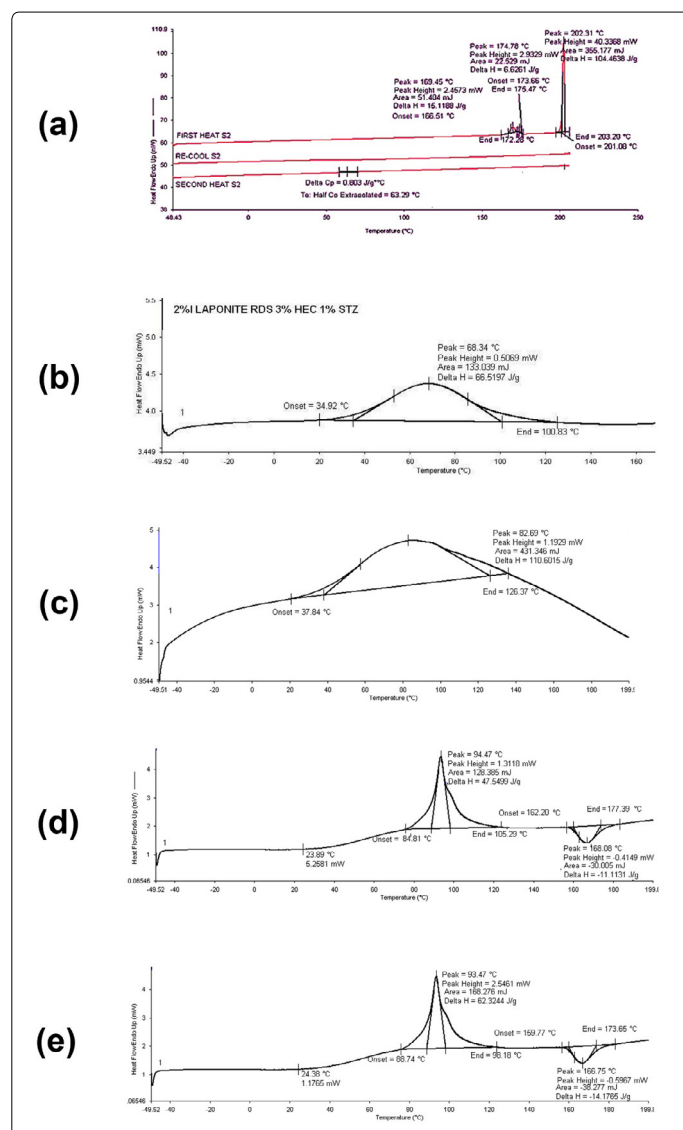 (a)
110.9
100
90
80
70
60
50
40
30
Heat Flow Endo Up (mW)
Peak = 202.31 °C
Peak Height = 40.3368 mW
Area = 355.177 mJ
Delta H = 104.4638 J/g
Peak = 174.78 °C
Peak Height = 2.9329 mW
Area = 22.529 mJ
Delta H = 6.6261 J/g
Onset = 173.66 °C
End = 175.47 °C
Peak = 169.45 °C
Area = 51.404 mJ
Delta H = 15.1188 J/g
Onset = 166.51 °C
End = 172.28 °C
End = 203.20 °C
Onset = 201.08 °C
FIRST HEAT S2
RE-COOL S2
SECOND HEAT S2
Delta Cp = 0.803 J/g*°C
Half Cp Extrapolated = 63.29 °C
0 50 100 150 200 250
Temperature (°C)
(b)
2%I LAPONITE RDS 3% HEC 1% STZ
5.5
5.0
4.5
4.0
3.449
Heat Flow Endo Up (mW)
Peak = 68.34 °C
Peak Height = 0.5069 mW
Area = 133.039 mJ
Delta H = 66.5197 J/g
Onset = 34.92 °C
1
End = 100.83 °C
-49.52 -40 -20 0 20 40 60 80 100 120 140 160
Temperature (°C)
(c)
5
4
3
2
0.9544
Heat Flow Endo Up (mW)
Peak = 82.69 °C
Peak Height = 1.1929 mW
Area = 431.346 mJ
Delta H = 110.6015 J/g
1
Onset = 37.84 °C
End = 126.37 °C
-49.51 -40 -20 0 20 40 60 80 100 120 140 160 180 199.5
Temperature (°C)
(d)
4
3
2
1
0.06546
Heat Flow Endo Up (mW)
Peak = 94.47 °C
Peak Height = 1.3118 mW
Area = 128.385 mJ
Delta H = 47.5499 J/g
Onset = 162.20 °C
End = 177.39 °C
1
Onset = 84.81 °C
End = 105.29 °C
23.89 °C
5.2581 mW
Peak = 168.08 °C
Peak Height = -0.4149 mW
Area = -30.005 mJ
Delta H = -11.1131 J/g
-49.52 -40 -20 0 20 40 60 80 100 120 140 160 180
Temperature (°C)
(e)
4
3
2
1
.06546
Heat Flow Endo Up (mW)
Peak = 93.47 °C
Peak Height = 2.5461 mW
Area = 168.276 mJ
Delta H = 62.3244 J/g
Onset = 159.77 °C
End = 173.65 °C
1
Onset = 88.74 °C
End = 98.18 °C
24.38 °C
1.1765 mW
Peak = 166.75 °C
Peak Height = -0.5967 mW
Area = -38.277 mJ
Delta H = -14.1765 J/g
-49.52 -40 -20 0 20 40 60 80 100 120 140 160 180
Temperature (°C)